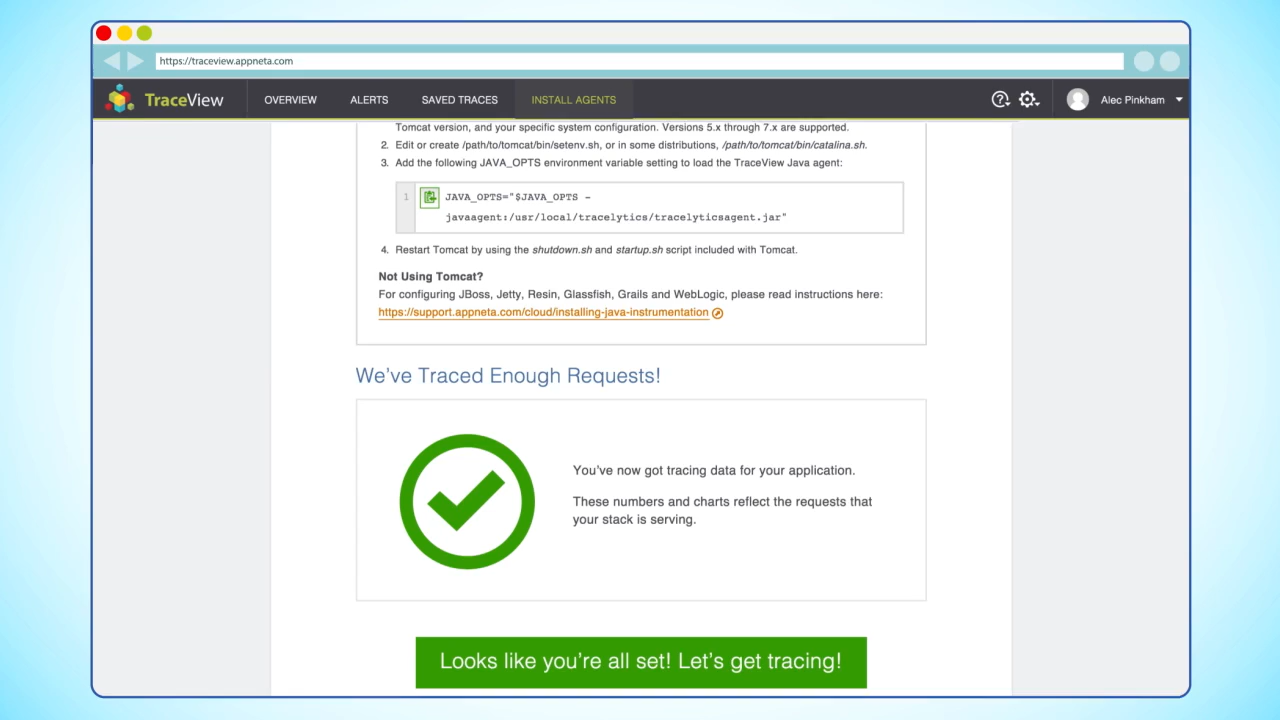 https://traceview.appneta.com
TraceView OVERVIEW ALERTS SAVED TRACES INSTALL AGENTS Alec Pinkham
Tomcat version, and your specific system configuration. Versions 5.x through 7.x are supported.
2. Edit or create /path/to/tomcat/bin/setenv.sh, or in some distributions, /path/to/tomcat/bin/catalina.sh.
3. Add the following JAVA_OPTS environment variable setting to load the TraceView Java agent:
1 JAVA_OPTS="$JAVA_OPTS -
javaagent:/usr/local/tracelytics/tracelyticsagent.jar"
4. Restart Tomcat by using the shutdown.sh and startup.sh script included with Tomcat.
Not Using Tomcat?
For configuring JBoss, Jetty, Resin, Glassfish, Grails and WebLogic, please read instructions here:
https://support.appneta.com/cloud/installing-java-instrumentation
We've Traced Enough Requests!
You've now got tracing data for your application.
These numbers and charts reflect the requests that
your stack is serving.
Looks like you're all set! Let's get tracing!